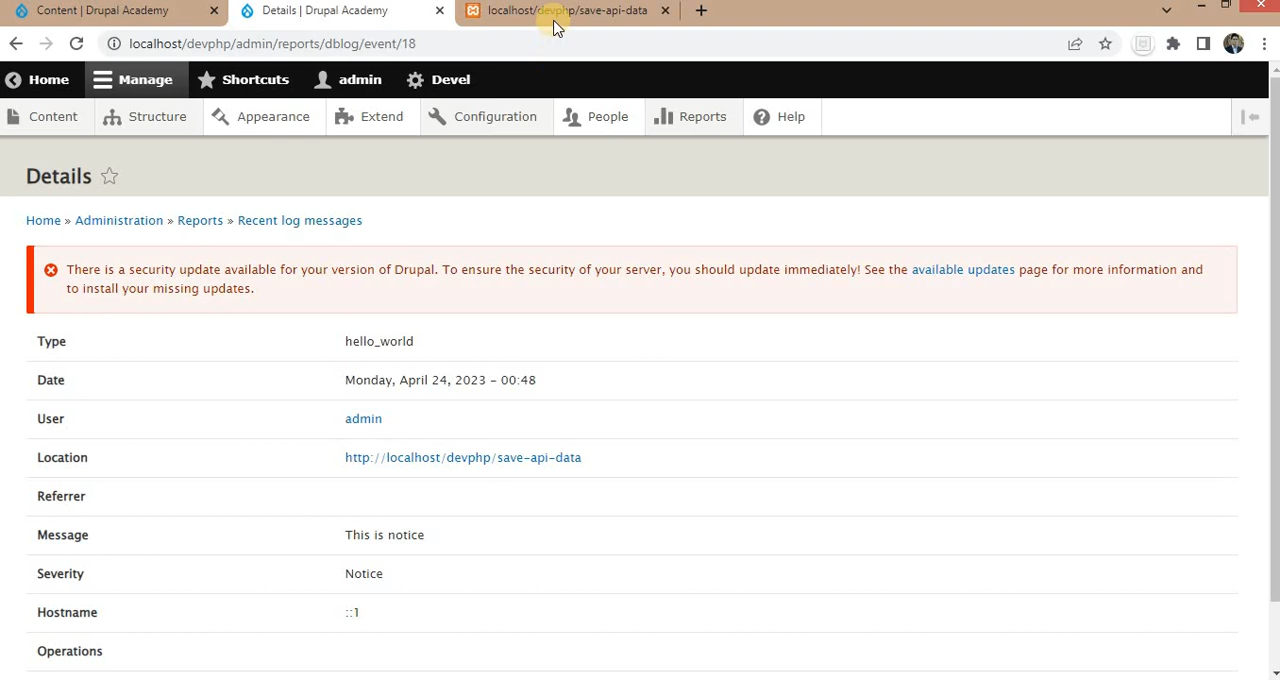 Content | Drupal Academy
Details | Drupal Academy
localhost/devphp/save-api-data
localhost/devphp/admin/reports/dblog/event/18
Home Manage Shortcuts admin Devel
Content Structure Appearance Extend Configuration People Reports Help
Details
Home » Administration » Reports » Recent log messages
There is a security update available for your version of Drupal. To ensure the security of your server, you should update immediately! See the available updates page for more information and
to install your missing updates.
Type hello_world
Date Monday, April 24, 2023 - 00:48
User admin
Location http://localhost/devphp/save-api-data
Referrer
Message This is notice
Severity Notice
Hostname ::1
Operations